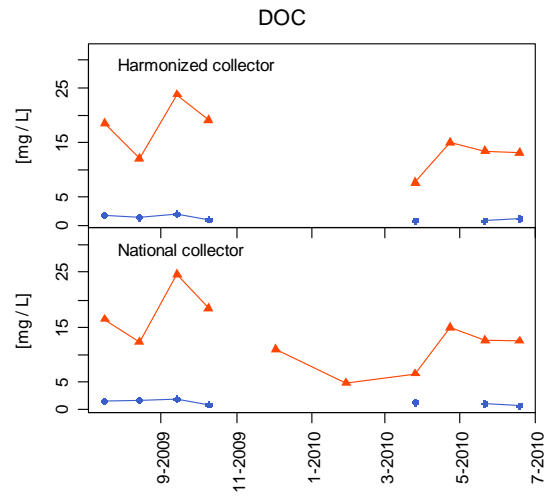 DOC
Harmonized collector
[mg / L]
25
15
5
0
National collector
[mg / L]
25
15
5
0
9-2009
11-2009
1-2010
3-2010
5-2010
7-2010